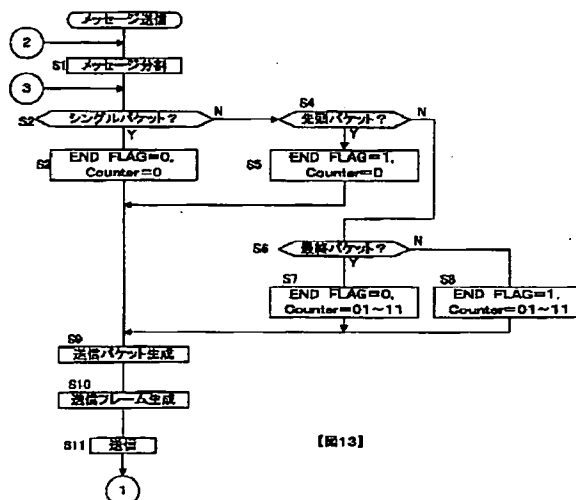 メッセージ送信
2
S1 メッセージ分割
3
S2 シングルパケット?
N
Y
S4
先頭パケット?
N
Y
S2 END FLAG=0,
Counter=0
S5 END FLAG=1,
Counter=0
S6 最終パケット?
N
Y
S7
END FLAG=0,
Counter=01~11
S8
END FLAG=1,
Counter=01~11
S9
送信パケット生成
S10
送信フレーム生成
S11 送信
【図13】
1